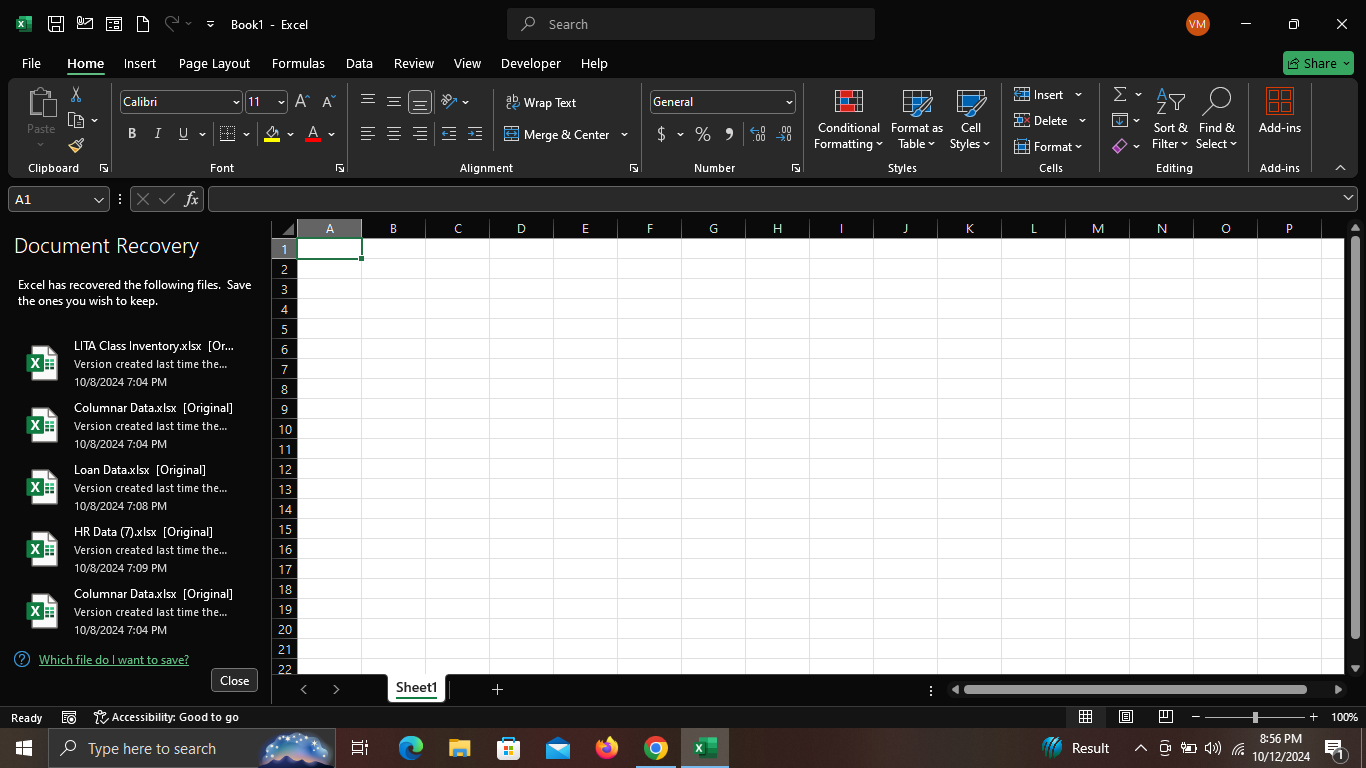 Book1 - Excel
Search
VM
File Home Insert Page Layout Formulas Data Review View Developer Help
Share
Paste
Clipboard
Calibri 11
B I U A
Font
Wrap Text
Merge & Center
Alignment
General
$ % 9
Number
Conditional Formatting
Format as Table
Cell Styles
Styles
Insert
Delete
Format
Cells
Sort & Filter
Find & Select
Editing
Add-ins
Add-ins
A1
fx
Document Recovery
Excel has recovered the following files. Save
the ones you wish to keep.
LITA Class Inventory.xlsx [Or...
Version created last time the...
10/8/2024 7:04 PM
Columnar Data.xlsx [Original]
Version created last time the...
10/8/2024 7:04 PM
Loan Data.xlsx [Original]
Version created last time the...
10/8/2024 7:08 PM
HR Data (7).xlsx [Original]
Version created last time the...
10/8/2024 7:09 PM
Columnar Data.xlsx [Original]
Version created last time the...
10/8/2024 7:04 PM
Which file do I want to save?
Close
A B C D E F G H I J K L M N O P
1
2
3
4
5
6
7
8
9
10
11
12
13
14
15
16
17
18
19
20
21
22
Sheet1
Ready
Accessibility: Good to go
100%
Type here to search
Result
8:56 PM
10/12/2024
1